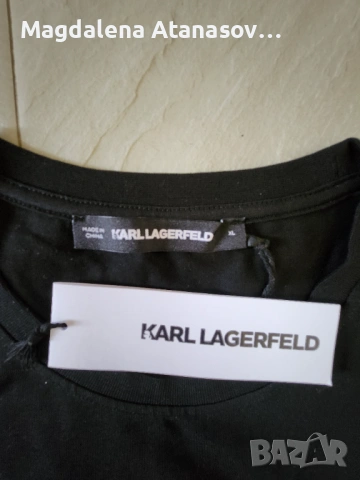 Magdalena Atanasov...
MADE IN
CHINA
KARL LAGERFELD
XL
KARL LAGERFELD
BAZAR